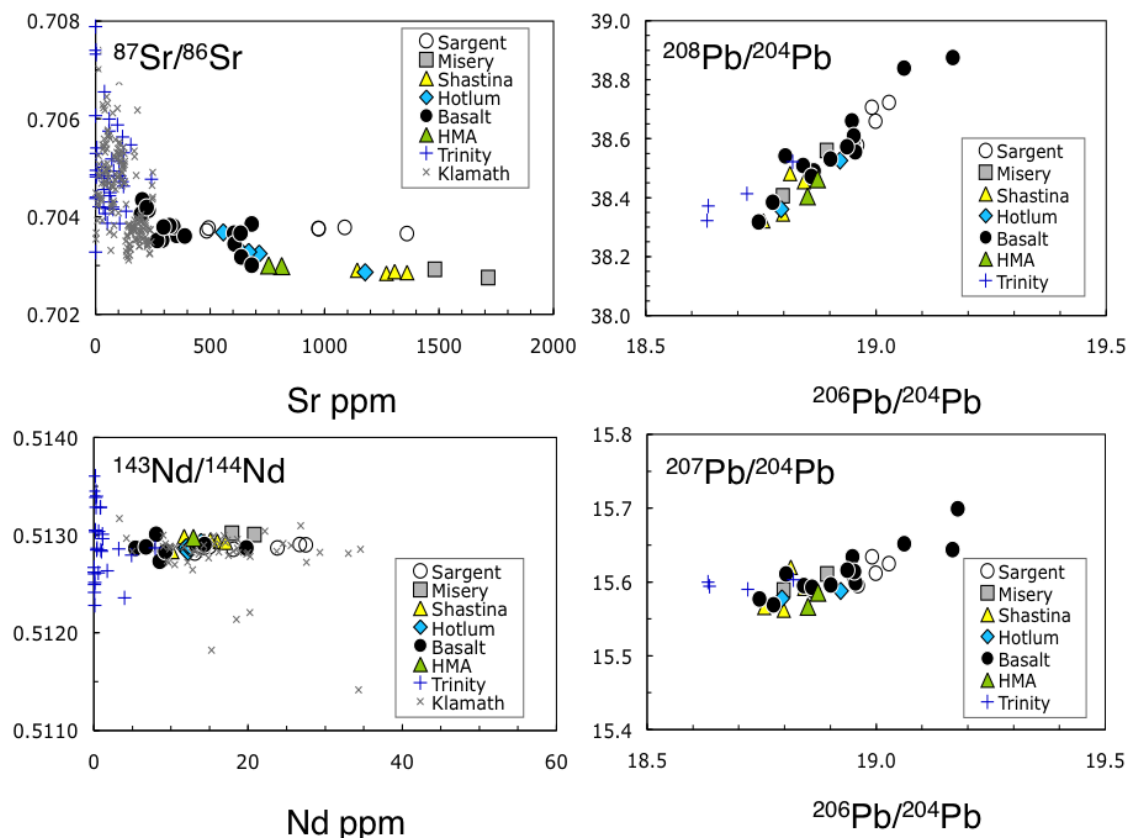 0.708
0.706
0.704
0.702
⁸⁷Sr/⁸⁶Sr
Sargent
Misery
Shastina
Hotlum
Basalt
HMA
Trinity
Klamath
0 500 1000 1500 2000
Sr ppm
39.0
38.8
38.6
38.4
38.2
38.0
²⁰⁸Pb/²⁰⁴Pb
Sargent
Misery
Shastina
Hotlum
Basalt
HMA
Trinity
18.5 19.0 19.5
²⁰⁶Pb/²⁰⁴Pb
0.5140
0.5130
0.5120
0.5110
¹⁴³Nd/¹⁴⁴Nd
Sargent
Misery
Shastina
Hotlum
Basalt
HMA
Trinity
Klamath
0 20 40 60
Nd ppm
15.8
15.7
15.6
15.5
15.4
²⁰⁷Pb/²⁰⁴Pb
Sargent
Misery
Shastina
Hotlum
Basalt
HMA
Trinity
18.5 19.0 19.5
²⁰⁶Pb/²⁰⁴Pb